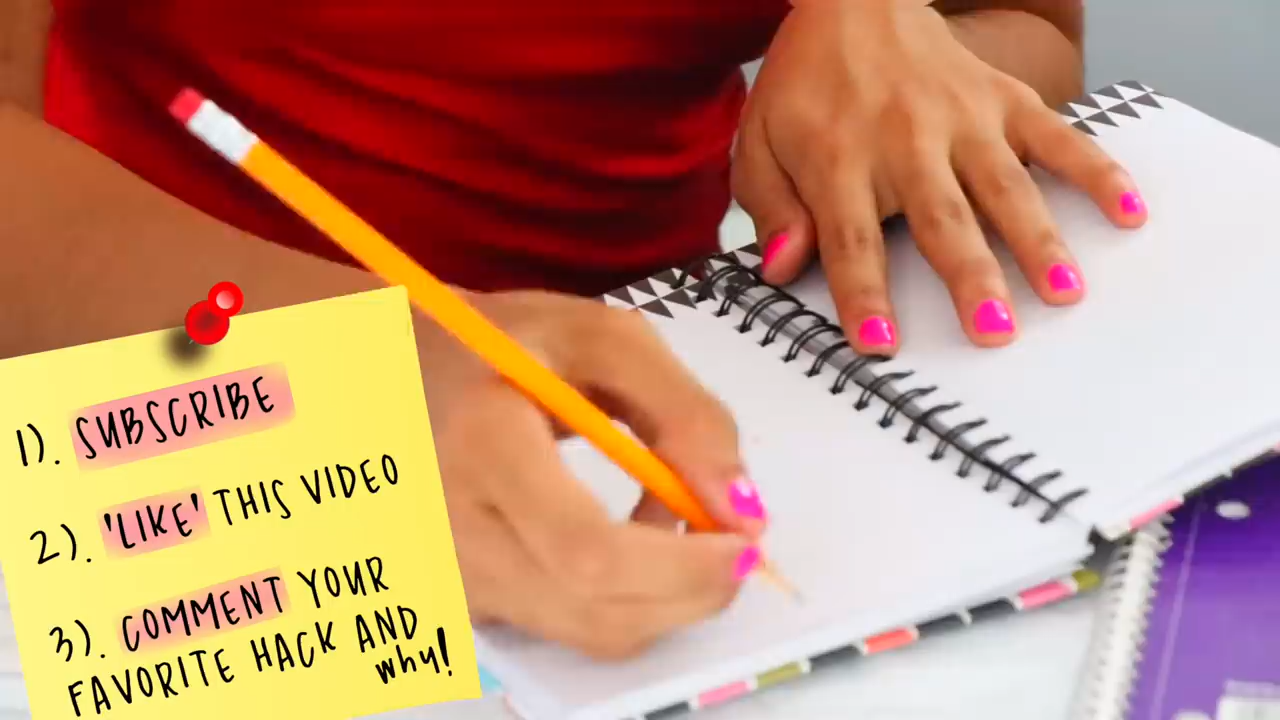 1). SUBSCRIBE
2). 'LIKE' THIS VIDEO
3). COMMENT YOUR
FAVORITE HACK AND
why!